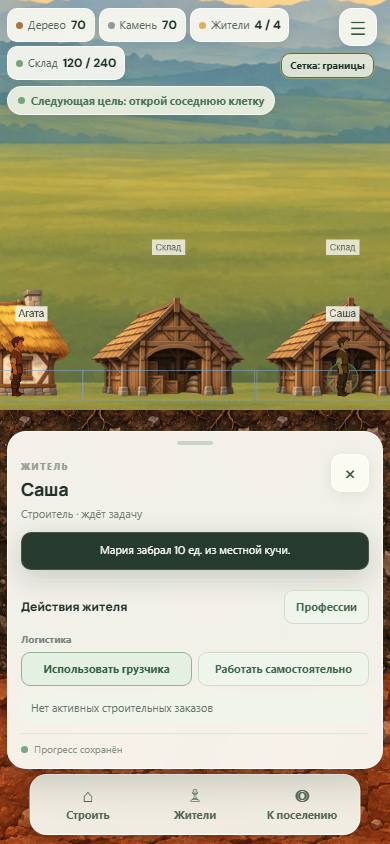 Дерево 70
Камень 70
Жители 4 / 4
Склад 120 / 240
Сетка: границы
Следующая цель: открой соседнюю клетку
Склад
Склад
Агата
Саша
ЖИТЕЛЬ
Саша
Строитель · ждёт задачу
Мария забрал 10 ед. из местной кучи.
Действия жителя
Профессии
Логистика
Использовать грузчика
Работать самостоятельно
Нет активных строительных заказов
Прогресс сохранён
Строить
Жители
К поселению